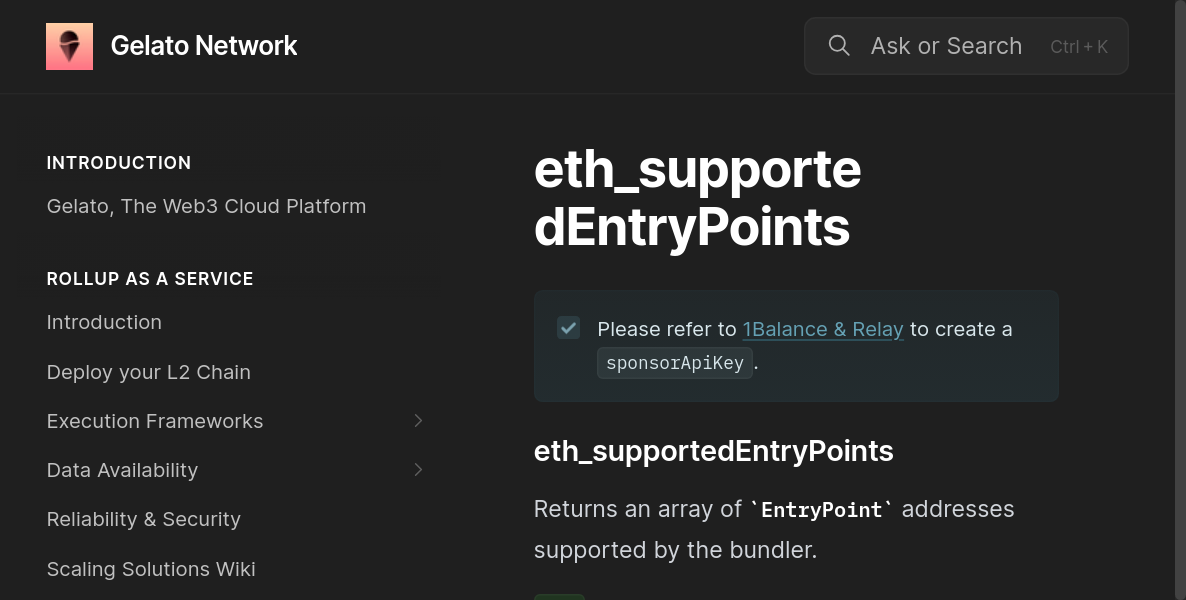 Gelato Network
Ask or Search Ctrl + K
INTRODUCTION
Gelato, The Web3 Cloud Platform
ROLLUP AS A SERVICE
Introduction
Deploy your L2 Chain
Execution Frameworks
Data Availability
Reliability & Security
Scaling Solutions Wiki
eth_supporte
dEntryPoints
Please refer to 1Balance & Relay to create a
sponsorApiKey.
eth_supportedEntryPoints
Returns an array of `EntryPoint` addresses
supported by the bundler.